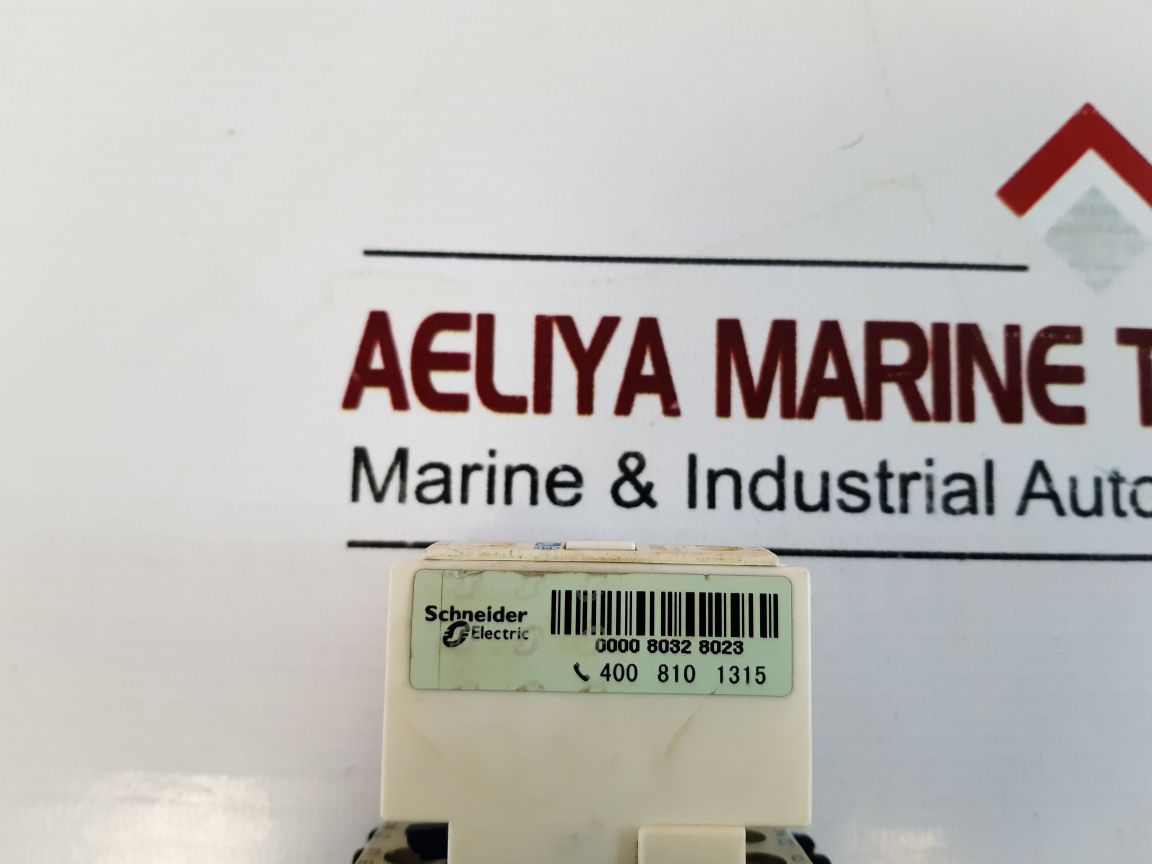 AELIYA MARINE T
Marine & Industrial Auto
Schneider
Electric
0000 8032 8023
400 810 1315